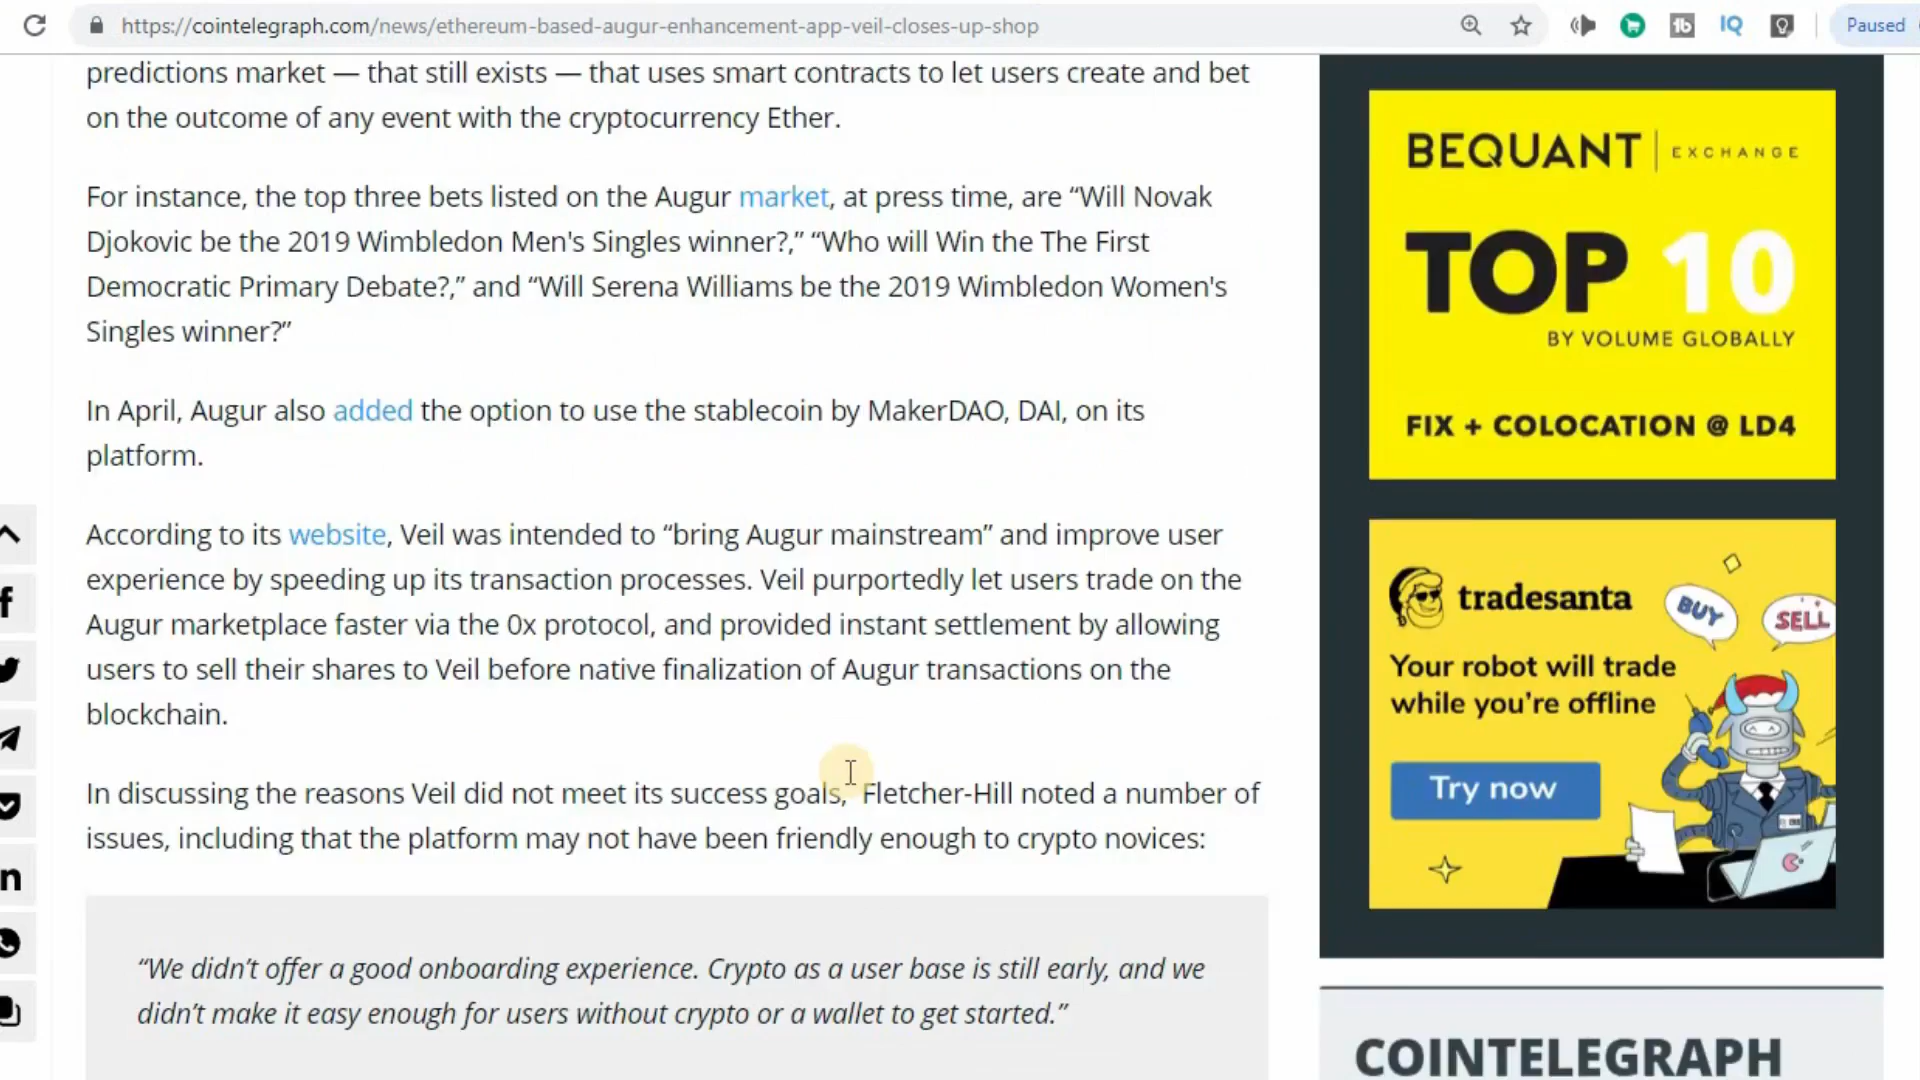 https://cointelegraph.com/news/ethereum-based-augur-enhancement-app-veil-closes-up-shop
Paused
predictions market — that still exists — that uses smart contracts to let users create and bet
on the outcome of any event with the cryptocurrency Ether.
For instance, the top three bets listed on the Augur market, at press time, are “Will Novak
Djokovic be the 2019 Wimbledon Men's Singles winner?,” “Who will Win the The First
Democratic Primary Debate?,” and “Will Serena Williams be the 2019 Wimbledon Women's
Singles winner?”
In April, Augur also added the option to use the stablecoin by MakerDAO, DAI, on its
platform.
According to its website, Veil was intended to “bring Augur mainstream” and improve user
experience by speeding up its transaction processes. Veil purportedly let users trade on the
Augur marketplace faster via the 0x protocol, and provided instant settlement by allowing
users to sell their shares to Veil before native finalization of Augur transactions on the
blockchain.
In discussing the reasons Veil did not meet its success goals, Fletcher-Hill noted a number of
issues, including that the platform may not have been friendly enough to crypto novices:
“We didn’t offer a good onboarding experience. Crypto as a user base is still early, and we
didn’t make it easy enough for users without crypto or a wallet to get started.”
BEQUANT | EXCHANGE
TOP 10
BY VOLUME GLOBALLY
FIX + COLOCATION @ LD4
tradesanta
BUY
SELL
Your robot will trade
while you’re offline
Try now
COINTELEGRAPH